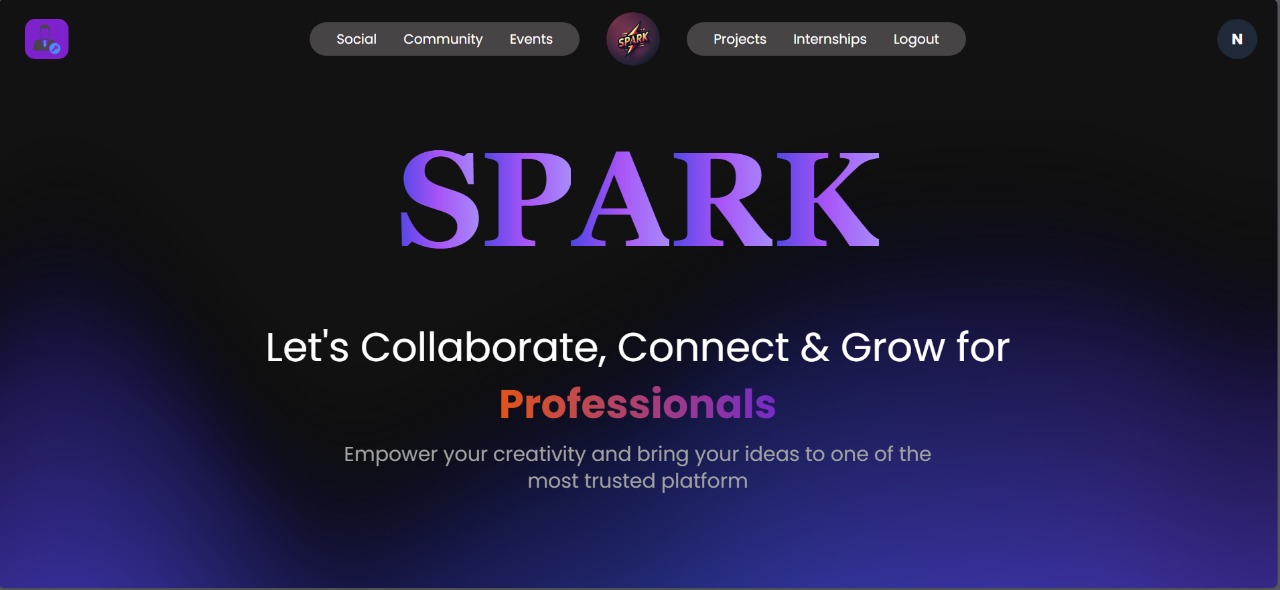 Social Community Events SPARK Projects Internships Logout N
SPARK
Let's Collaborate, Connect & Grow for
Professionals
Empower your creativity and bring your ideas to one of the
most trusted platform